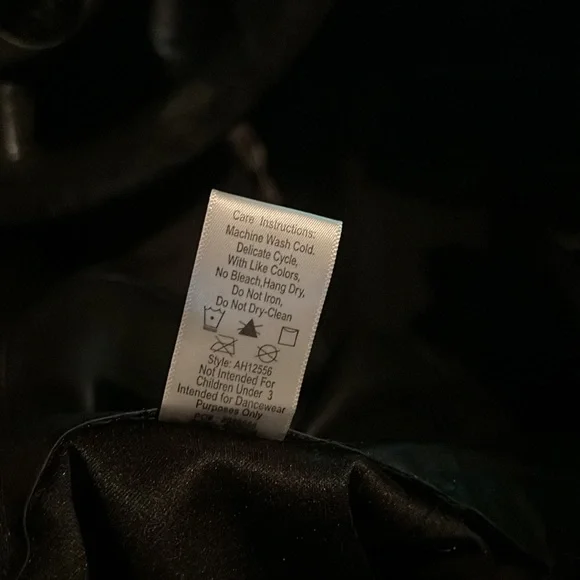 Care Instructions:
Machine Wash Cold.
Delicate Cycle,
With Like Colors,
No Bleach,Hang Dry,
Do Not Iron,
Do Not Dry-Clean
Style: AH12556
Not Intended For
Children Under 3
Intended for Dancewear
Purposes Only